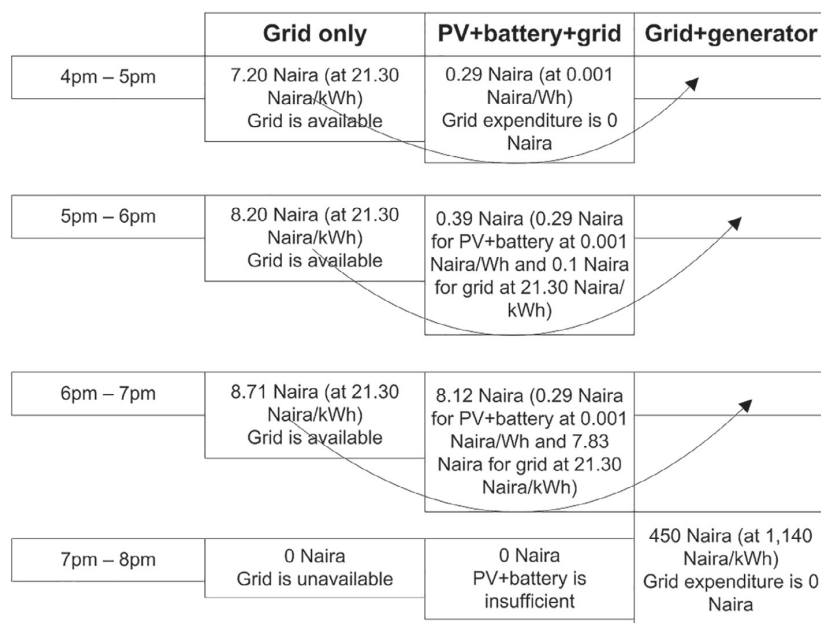 Grid only
PV+battery+grid
Grid+generator
4pm – 5pm
7.20 Naira (at 21.30
Naira/kWh)
Grid is available
0.29 Naira (at 0.001
Naira/Wh)
Grid expenditure is 0
Naira
5pm – 6pm
8.20 Naira (at 21.30
Naira/kWh)
Grid is available
0.39 Naira (0.29 Naira
for PV+battery at 0.001
Naira/Wh and 0.1 Naira
for grid at 21.30 Naira/
kWh)
6pm – 7pm
8.71 Naira (at 21.30
Naira/kWh)
Grid is available
8.12 Naira (0.29 Naira
for PV+battery at 0.001
Naira/Wh and 7.83
Naira for grid at 21.30
Naira/kWh)
7pm – 8pm
0 Naira
Grid is unavailable
0 Naira
PV+battery is
insufficient
450 Naira (at 1,140
Naira/kWh)
Grid expenditure is 0
Naira